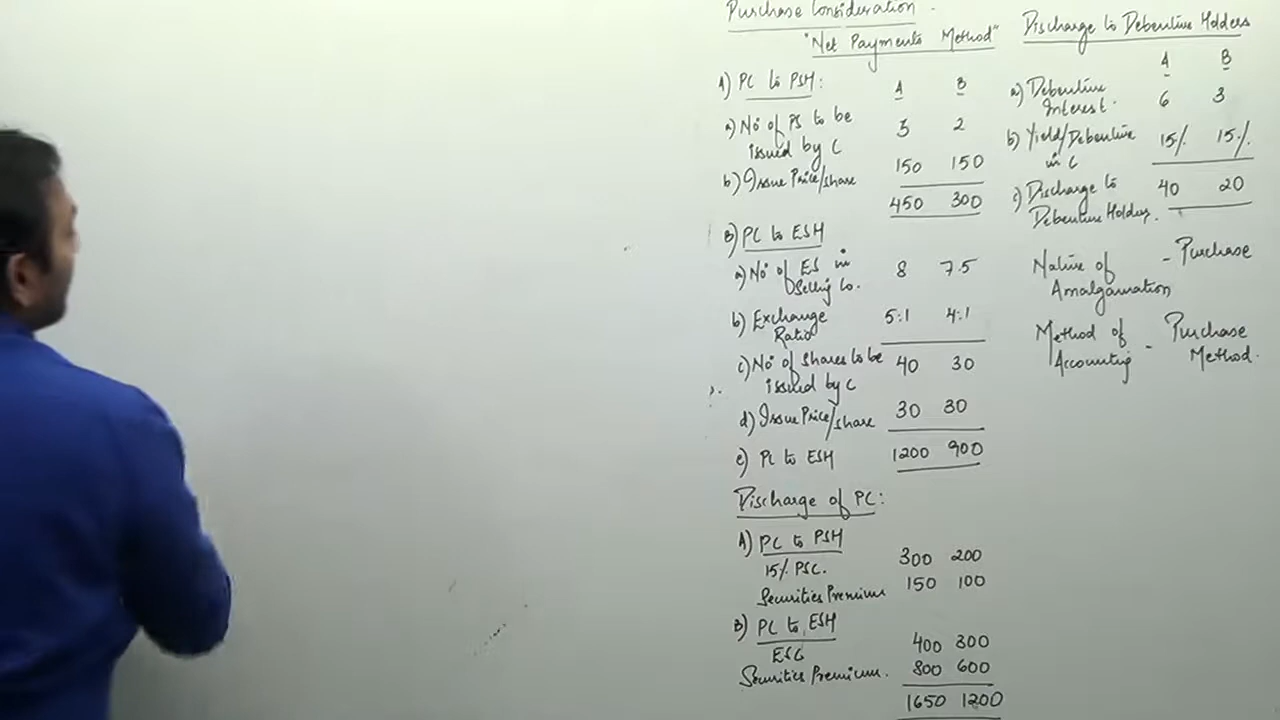 Purchase Consideration.
"Net Payments Method"
A) PC to PSH: A B
a) No of PS to be issued by C 3 2
b) Issue Price/share 150 150
450 300
B) PC to ESH
a) No of ES in Selling Co. 8 7.5
b) Exchange Ratio 5:1 4:1
c) No of Shares to be issued by C 40 30
d) Issue Price/share 30 30
e) PC to ESH 1200 900
Discharge of PC:
A) PC to PSH
15% PSC. 300 200
Securities Premium 150 100
B) PC to ESH
ESC 400 300
Securities Premium. 800 600
1650 1200
Discharge to Debenture Holders
A B
a) Debenture Interest. 6 3
b) Yield/Debenture in C 15% 15%
c) Discharge to Debenture Holders. 40 20
Nature of Amalgamation - Purchase
Method of Accounting - Purchase Method.